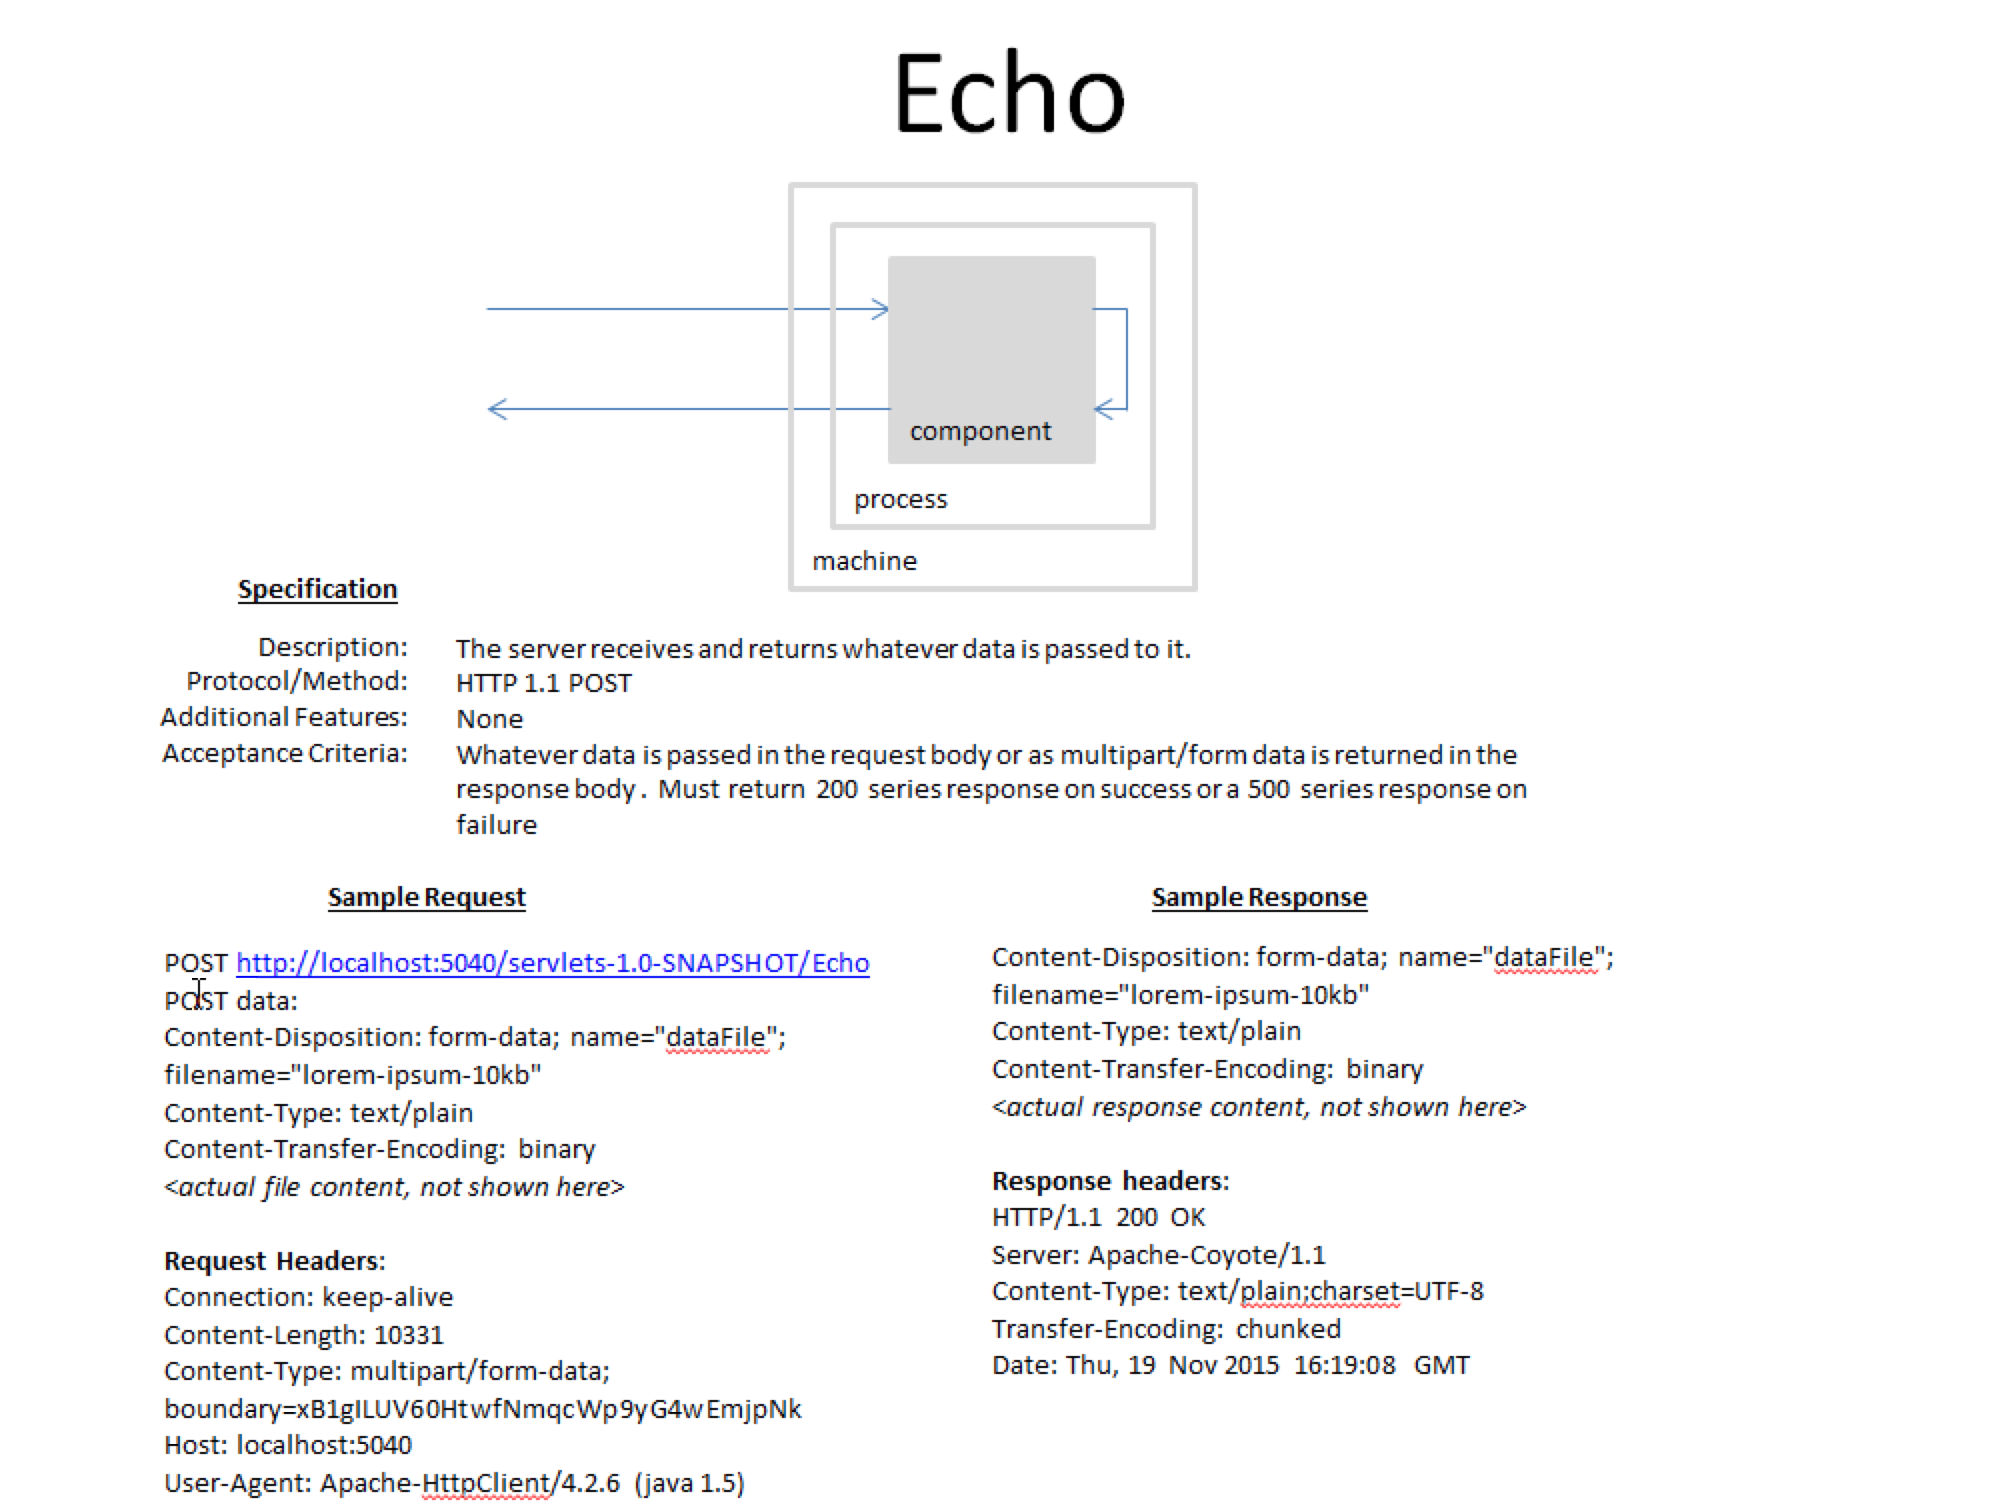 Echo
component
process
machine
Specification
Description: The server receives and returns whatever data is passed to it.
Protocol/Method: HTTP 1.1 POST
Additional Features: None
Acceptance Criteria: Whatever data is passed in the request body or as multipart/form data is returned in the
response body. Must return 200 series response on success or a 500 series response on
failure
Sample Request
POST http://localhost:5040/servlets-1.0-SNAPSHOT/Echo
POST data:
Content-Disposition: form-data; name="dataFile";
filename="lorem-ipsum-10kb"
Content-Type: text/plain
Content-Transfer-Encoding: binary
<actual file content, not shown here>
Request Headers:
Connection: keep-alive
Content-Length: 10331
Content-Type: multipart/form-data;
boundary=xB1gILUV60HtwfNmqcWp9yG4wEmjpNk
Host: localhost:5040
User-Agent: Apache-HttpClient/4.2.6 (java 1.5)
Sample Response
Content-Disposition: form-data; name="dataFile";
filename="lorem-ipsum-10kb"
Content-Type: text/plain
Content-Transfer-Encoding: binary
<actual response content, not shown here>
Response headers:
HTTP/1.1 200 OK
Server: Apache-Coyote/1.1
Content-Type: text/plain;charset=UTF-8
Transfer-Encoding: chunked
Date: Thu, 19 Nov 2015 16:19:08 GMT